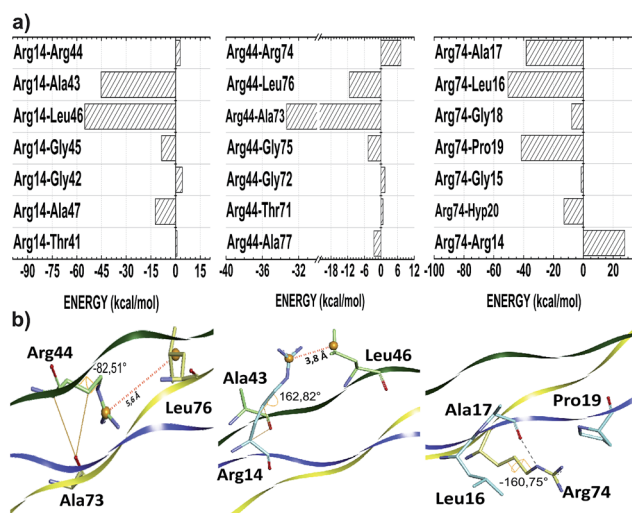 a)
Arg14-Arg44
Arg14-Ala43
Arg14-Leu46
Arg14-Gly45
Arg14-Gly42
Arg14-Ala47
Arg14-Thr41
-90 -75 -60 -45 -30 -15 0 15
ENERGY (kcal/mol)
Arg44-Arg74
Arg44-Leu76
Arg44-Ala73
Arg44-Gly75
Arg44-Gly72
Arg44-Thr71
Arg44-Ala77
-40 -36 -32 -18 -12 -6 0 6 12
ENERGY (kcal/mol)
Arg74-Ala17
Arg74-Leu16
Arg74-Gly18
Arg74-Pro19
Arg74-Gly15
Arg74-Hyp20
Arg74-Arg14
-100 -80 -60 -40 -20 0 20
ENERGY (kcal/mol)
b)
Arg44
-82,51°
5,6 Å
Leu76
Ala73
3,8 Å
Leu46
Ala43
162,82°
Arg14
Ala17
Pro19
Leu16
-160,75°
Arg74